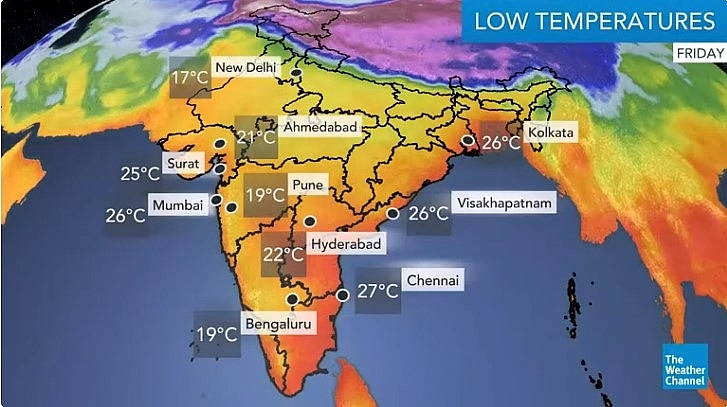 LOW TEMPERATURES
FRIDAY
New Delhi
17°C
Ahmedabad
21°C
Kolkata
26°C
Surat
25°C
Pune
19°C
Mumbai
26°C
Visakhapatnam
26°C
Hyderabad
22°C
Chennai
27°C
Bengaluru
19°C
The
Weather
Channel